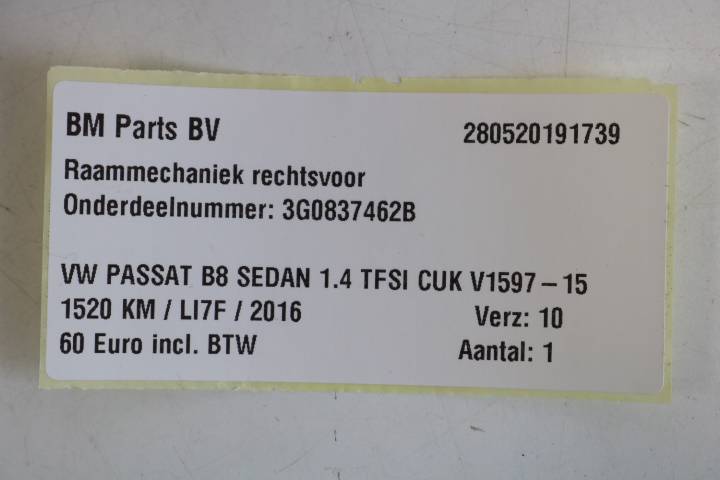 BM Parts BV 280520191739
Raammechaniek rechtsvoor
Onderdeelnummer: 3G0837462B
VW PASSAT B8 SEDAN 1.4 TFSI CUK V1597-15
1520 KM / LI7F / 2016 Verz: 10
60 Euro incl. BTW Aantal: 1